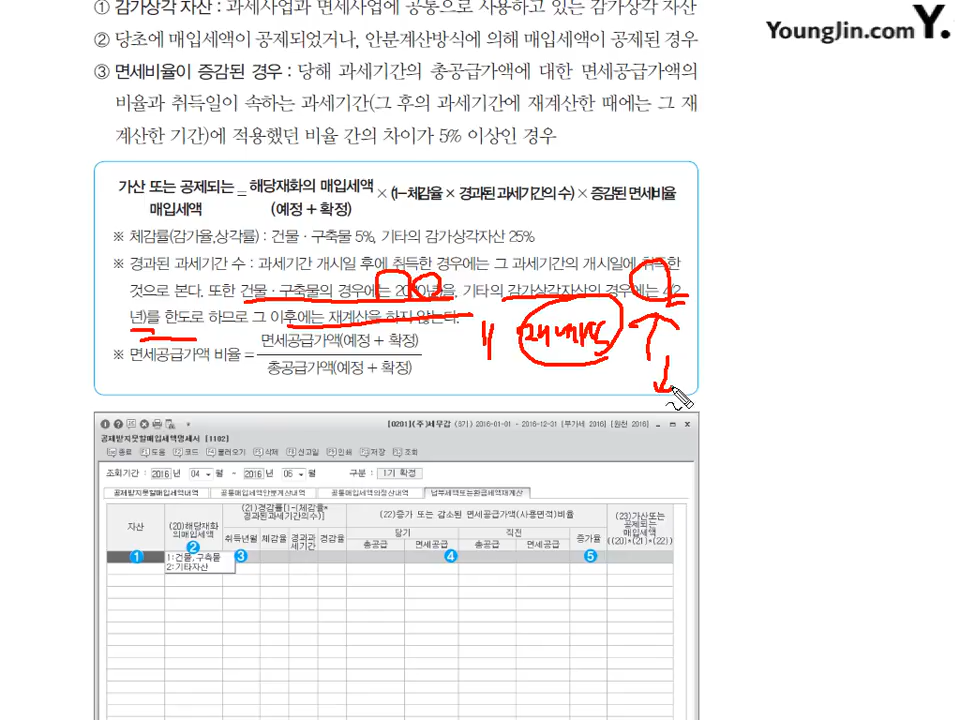 ① 감가상각 자산 : 과세사업과 면세사업에 공통으로 사용하고 있는 감가상각 자산
YoungJin.com Y.
② 당초에 매입세액이 공제되었거나, 안분계산방식에 의해 매입세액이 공제된 경우
③ 면세비율이 증감된 경우 : 당해 과세기간의 총공급가액에 대한 면세공급가액의
비율과 취득일이 속하는 과세기간(그 후의 과세기간에 재계산한 때에는 그 재
계산한 기간)에 적용했던 비율 간의 차이가 5% 이상인 경우
가산 또는 공제되는 매입세액 = 해당재화의 매입세액 (예정 + 확정) × (1-체감율 × 경과된 과세기간의 수) × 증감된 면세비율
※ 체감률(감가율,상각률) : 건물 · 구축물 5%, 기타의 감가상각자산 25%
※ 경과된 과세기간 수 : 과세기간 개시일 후에 취득한 경우에는 그 과세기간의 개시일에 취득한
것으로 본다. 또한 건물 · 구축물의 경우에는 기타의 감가상각자산의 경우에는
년)를 한도로 하므로 그 이후에는 재계산을 하지 않는다.
재계산
※ 면세공급가액 비율 = 면세공급가액(예정 + 확정)
총공급가액(예정 + 확정)
[0201] (주)세무갑 (5기) 2016-01-01 ~ 2016-12-31 [부가세 2016] [원천 2016]
공제받지못할매입세액명세서 [1102]
종료 도움 코드 불러오기 삭제 신고일 인쇄 저장 조회
조회기간 : 2016 년 04 월 ~ 2016 년 06 월 구분 : 1기 확정
공제받지못할매입세액내역 공통매입세액안분계산내역 공통매입세액의정산내역 납부세액또는환급세액재계산
자산 (20)해당재화의매입세액 (21)경감률[1-(체감율*경과된과세기간의수)] (22)증가 또는 감소된 면세공급가액(사용면적)비율 (23)가산또는 공제되는 매입세액 ((20)*(21)*(22))
취득년월 체감율 경과과세기간 경감율 당기 직전 증가율
총공급 면세공급 총공급 면세공급
① ② ③ ④ ⑤
1:건물,구축물
2:기타자산